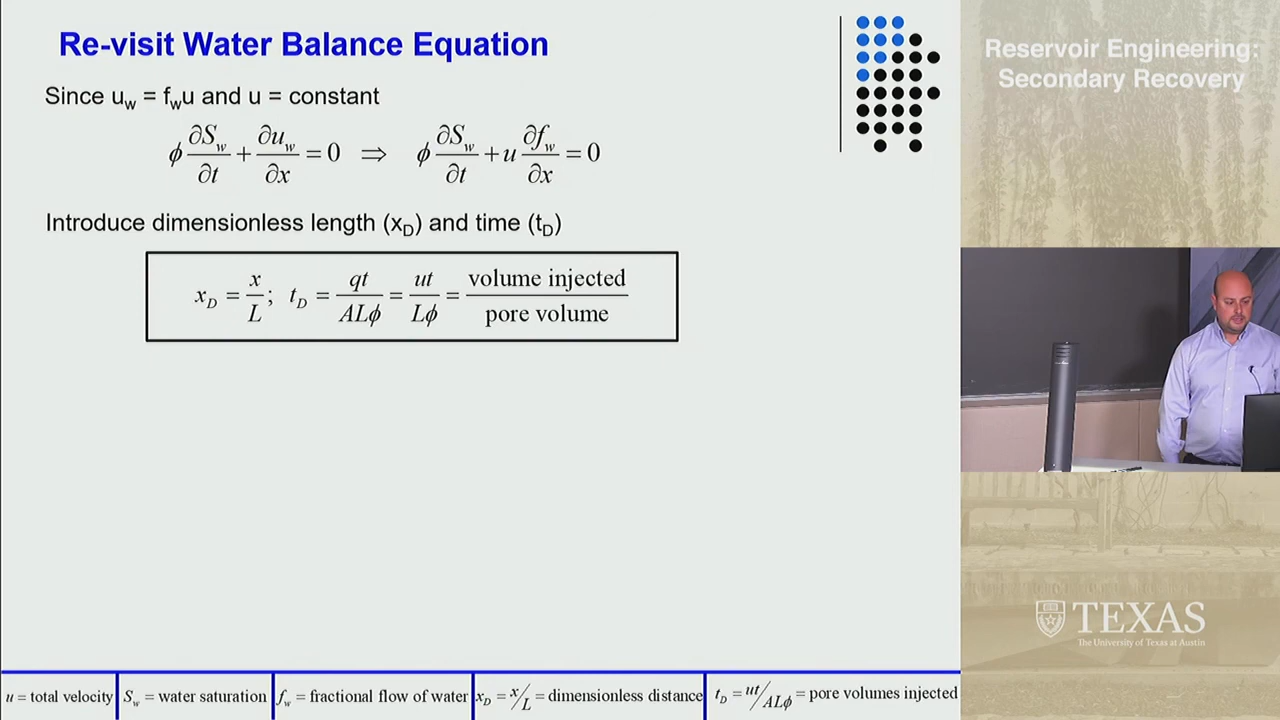 Re-visit Water Balance Equation
Since u_w = f_wu and u = constant
ϕ ∂S_w/∂t + ∂u_w/∂x = 0 ⇒ ϕ ∂S_w/∂t + u ∂f_w/∂x = 0
Introduce dimensionless length (x_D) and time (t_D)
x_D = x/L; t_D = qt/ALϕ = ut/Lϕ = volume injected/pore volume
u = total velocity
S_w = water saturation
f_w = fractional flow of water
x_D = x/L = dimensionless distance
t_D = ut/ALϕ = pore volumes injected
Reservoir Engineering:
Secondary Recovery
TEXAS
The University of Texas at Austin